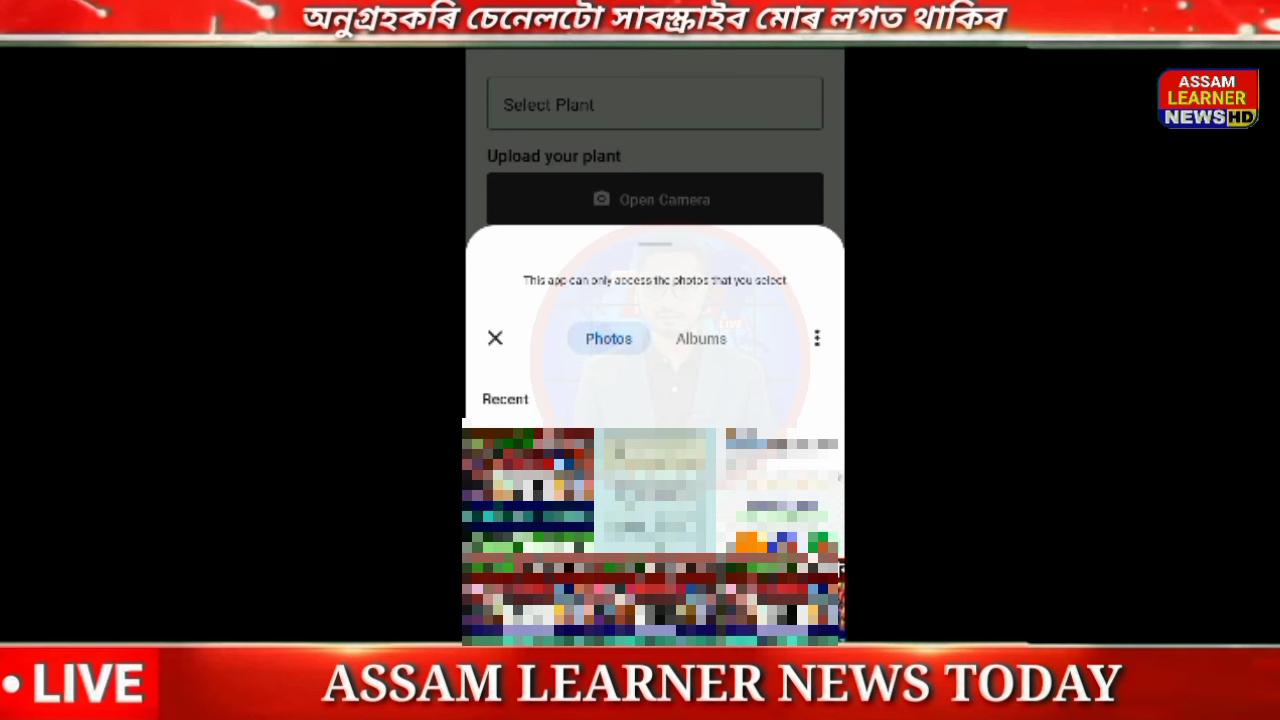 অনুগ্ৰহকৰি চেনেলটো সাবস্ক্ৰাইব মোৰ লগত থাকিব
ASSAM
LEARNER
NEWS HD
Select Plant
Upload your plant
Open Camera
This app can only access the photos that you select
Photos
Albums
Recent
LIVE
• LIVE
ASSAM LEARNER NEWS TODAY